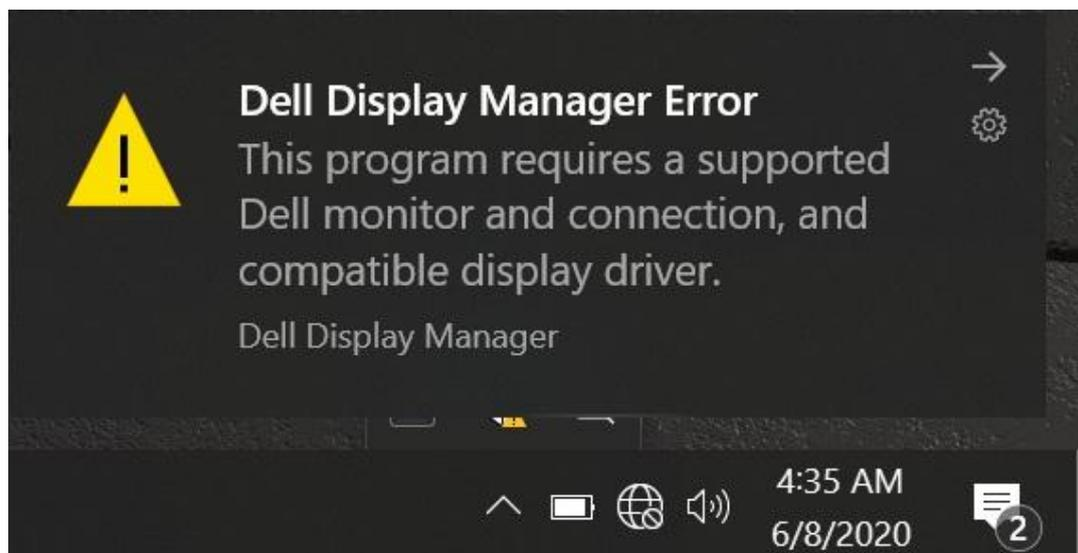 Dell Display Manager Error
This program requires a supported
Dell monitor and connection, and
compatible display driver.
Dell Display Manager
4:35 AM
6/8/2020
2